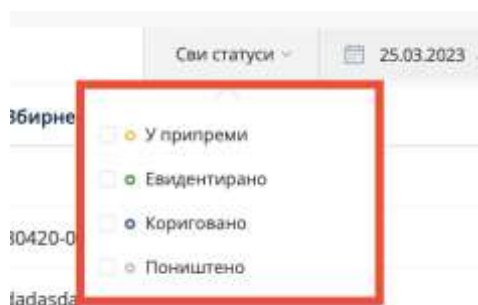 Сви статуси
25.03.2023
Збирне
У припреми
Евидентирано
30420-0
Кориговано
Поништено
dadasda